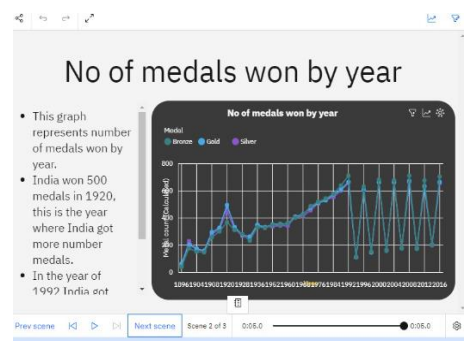 No of medals won by year
This graph
represents number
of medals won by
year.
India won 500
medals in 1920,
this is the year
where India got
more number
medals.
In the year of
1992 India got
No of medals won by year
Medal
Bronze Gold Silver
Medal count (Calculated)
800
600
400
200
0
Prev scene Next scene Scene 2 of 3 0:05.0 0:05.0